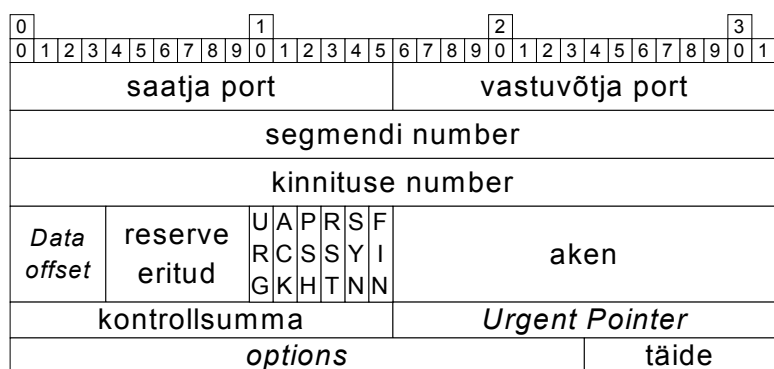 0 1 2 3
0 1 2 3 4 5 6 7 8 9 0 1 2 3 4 5 6 7 8 9 0 1 2 3 4 5 6 7 8 9 0 1
saatja port vastuvõtja port
segmendi number
kinnituse number
Data offset reserveeritud URG ACK PSH RST SYN FIN aken
kontrollsumma Urgent Pointer
options täide